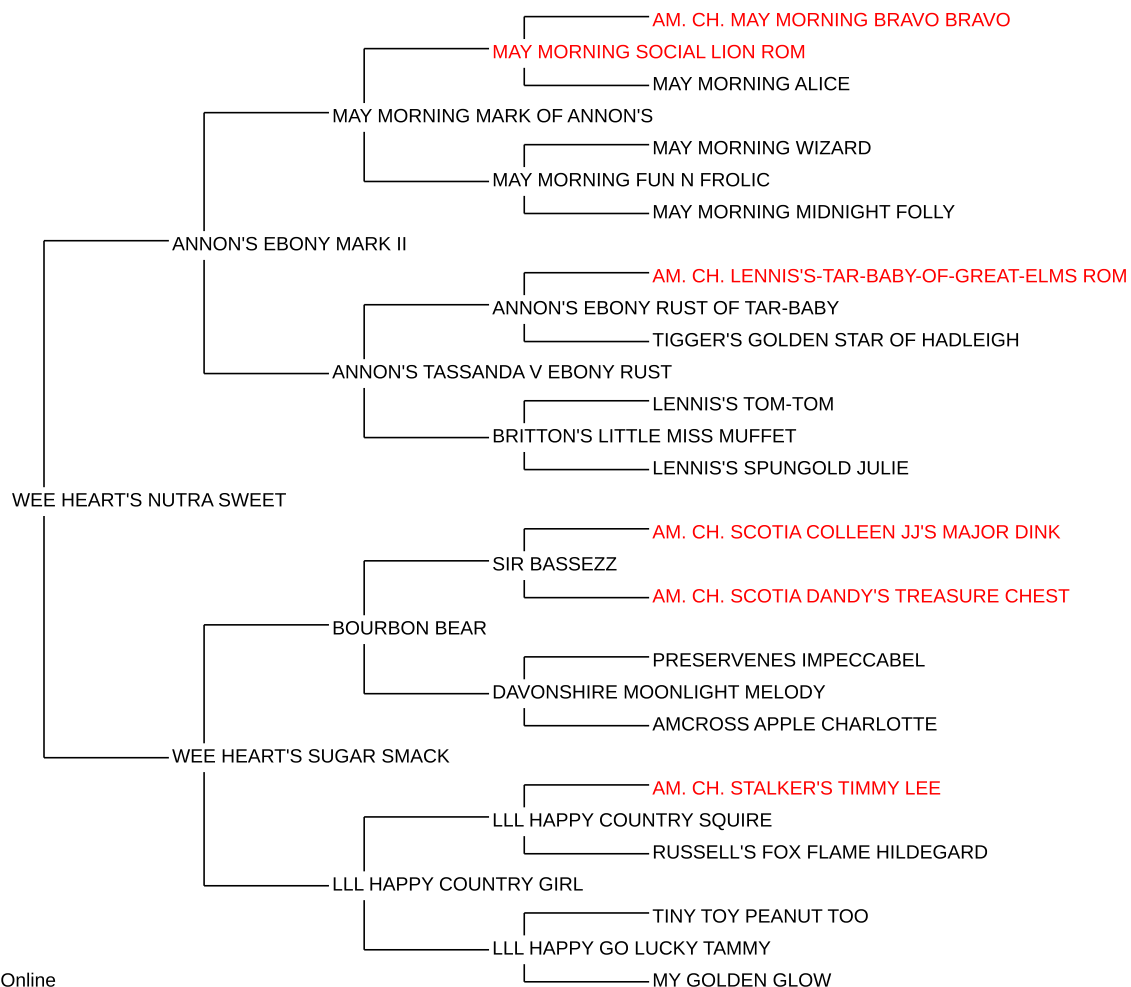 AM. CH. MAY MORNING BRAVO BRAVO
MAY MORNING SOCIAL LION ROM
MAY MORNING ALICE
MAY MORNING MARK OF ANNON'S
MAY MORNING WIZARD
MAY MORNING FUN N FROLIC
MAY MORNING MIDNIGHT FOLLY
ANNON'S EBONY MARK II
AM. CH. LENNIS'S-TAR-BABY-OF-GREAT-ELMS ROM
ANNON'S EBONY RUST OF TAR-BABY
TIGGER'S GOLDEN STAR OF HADLEIGH
ANNON'S TASSANDA V EBONY RUST
LENNIS'S TOM-TOM
BRITTON'S LITTLE MISS MUFFET
LENNIS'S SPUNGOLD JULIE
WEE HEART'S NUTRA SWEET
AM. CH. SCOTIA COLLEEN JJ'S MAJOR DINK
SIR BASSEZZ
AM. CH. SCOTIA DANDY'S TREASURE CHEST
BOURBON BEAR
PRESERVENES IMPECCABEL
DAVONSHIRE MOONLIGHT MELODY
AMCROSS APPLE CHARLOTTE
WEE HEART'S SUGAR SMACK
AM. CH. STALKER'S TIMMY LEE
LLL HAPPY COUNTRY SQUIRE
RUSSELL'S FOX FLAME HILDEGARD
LLL HAPPY COUNTRY GIRL
TINY TOY PEANUT TOO
LLL HAPPY GO LUCKY TAMMY
MY GOLDEN GLOW
Online